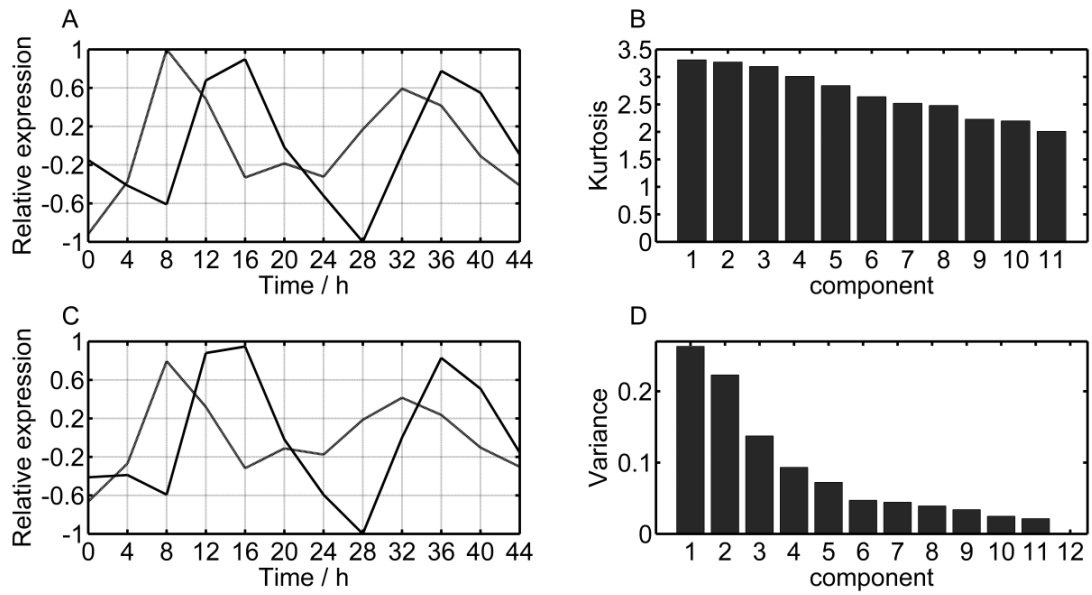 A
Relative expression
1
0.6
0.2
-0.2
-0.6
-1
0 4 8 12 16 20 24 28 32 36 40 44
Time / h
B
Kurtosis
3.5
3
2.5
2
1.5
1
0.5
0
1 2 3 4 5 6 7 8 9 10 11
component
C
Relative expression
1
0.6
0.2
-0.2
-0.6
-1
0 4 8 12 16 20 24 28 32 36 40 44
Time / h
D
Variance
0.2
0.1
0
1 2 3 4 5 6 7 8 9 10 11 12
component